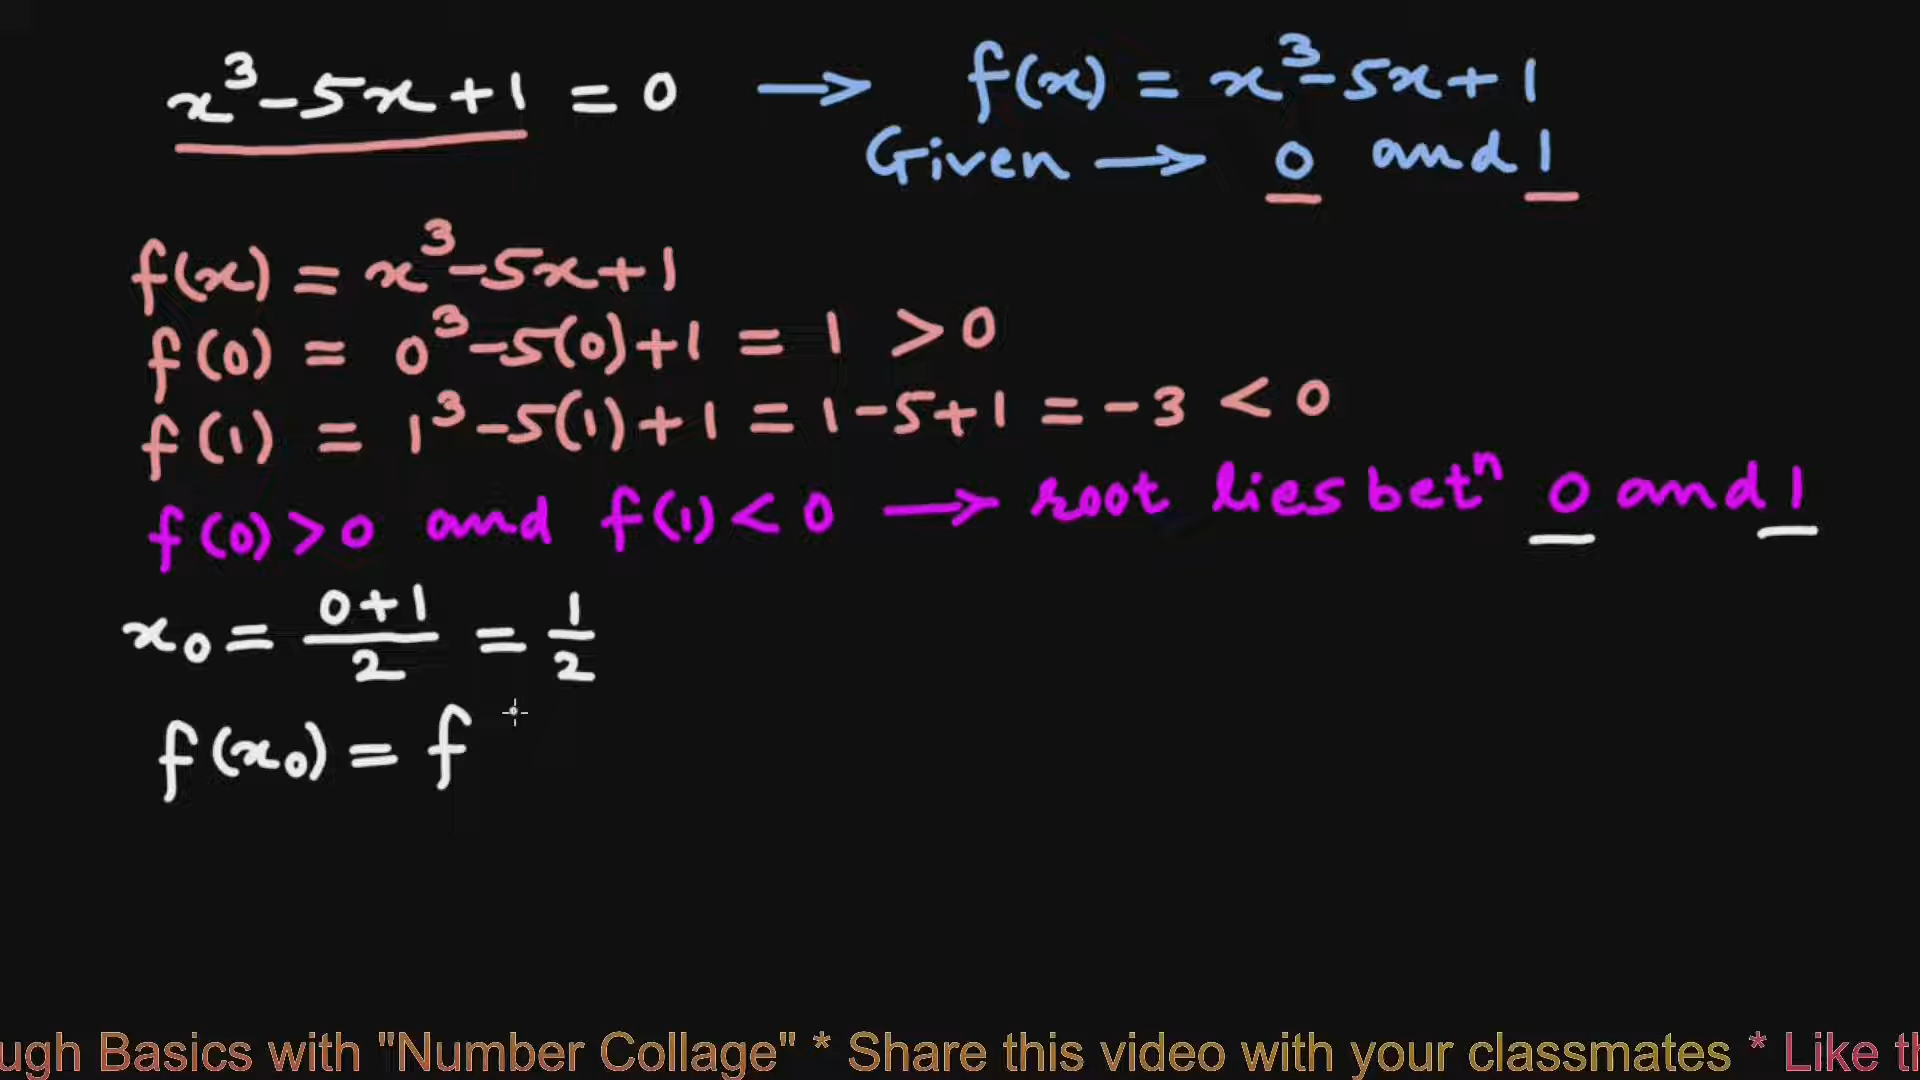 x³-5x+1 = 0 → f(x) = x³-5x+1
Given → 0 and 1
f(x) = x³-5x+1
f(0) = 0³-5(0)+1 = 1 >0
f(1) = 1³-5(1)+1 = 1-5+1 = -3 < 0
f(0)>0 and f(1)<0 → root lies betⁿ 0 and 1
x₀ = (0+1)/2 = 1/2
f(x₀) = f
ugh Basics with "Number Collage" * Share this video with your classmates * Like th